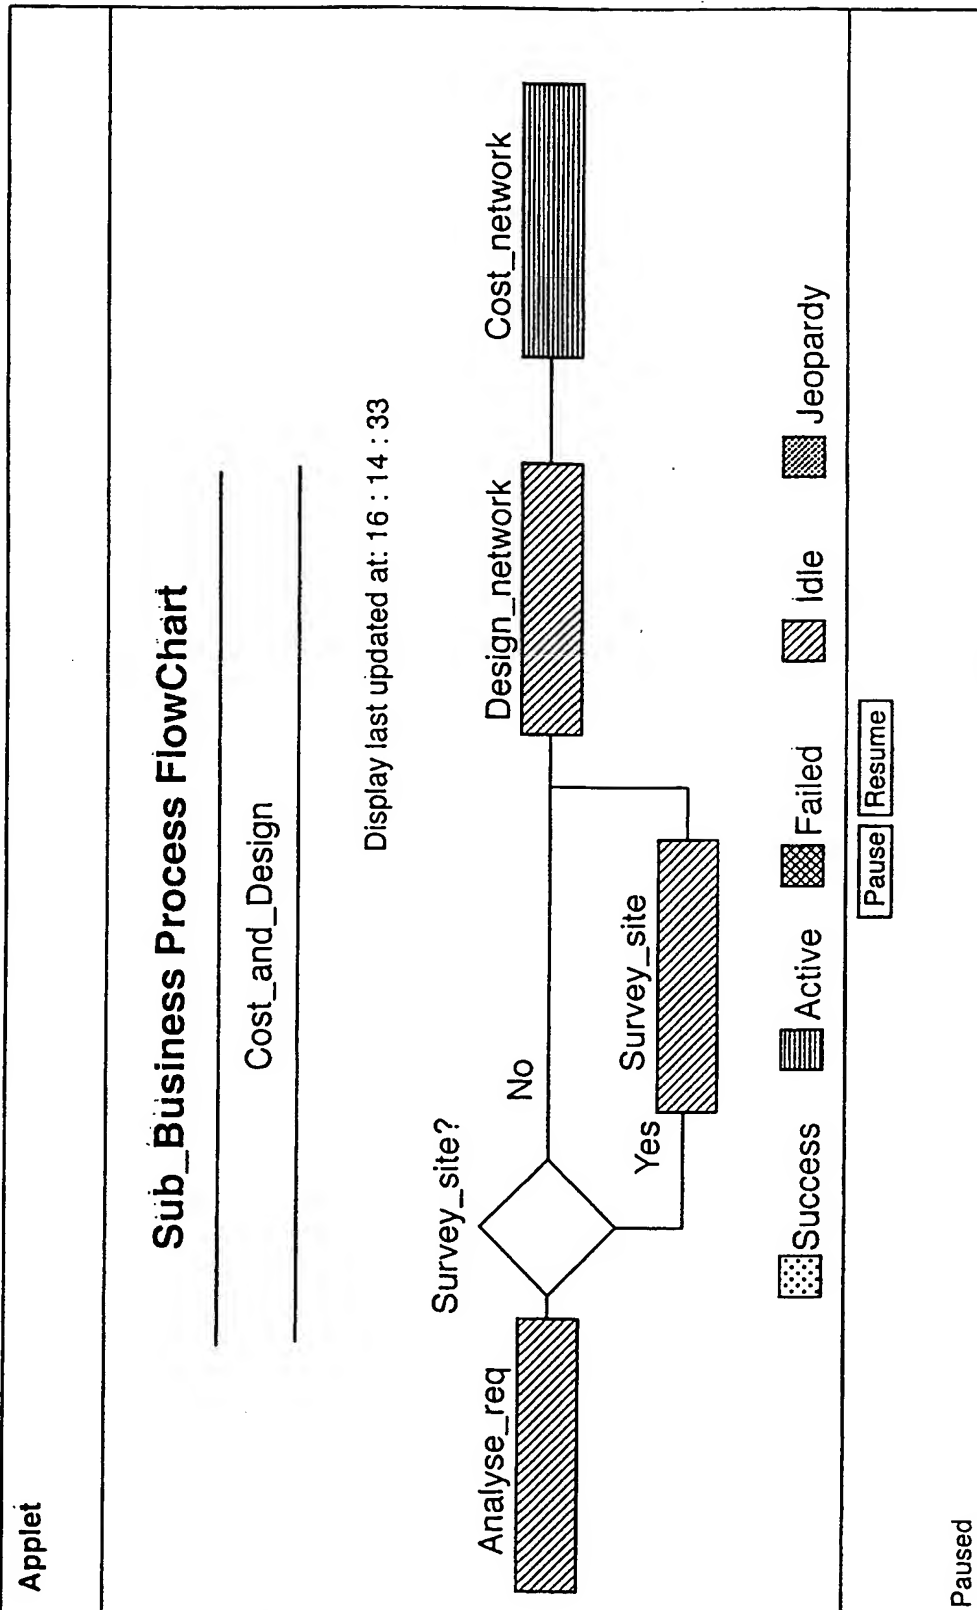 Applet
Sub_Business Process FlowChart
Cost_and_Design
Display last updated at: 16 : 14 : 33
Survey_site?
Analyse_req
No
Design_network
Cost_network
Yes
Survey_site
Success
Active
Failed
Idle
Jeopardy
Pause
Resume
Paused